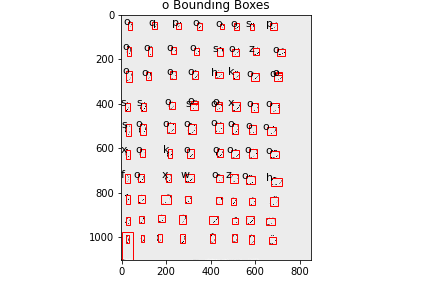 o Bounding Boxes
0
o q p o o o s p
o o o o s o z o
200
o o o o h k o
400
s s o o x o o
s o o o o o o o
600
x o k o o o o o
f o x w o z o h
800
1000
0 200 400 600 800